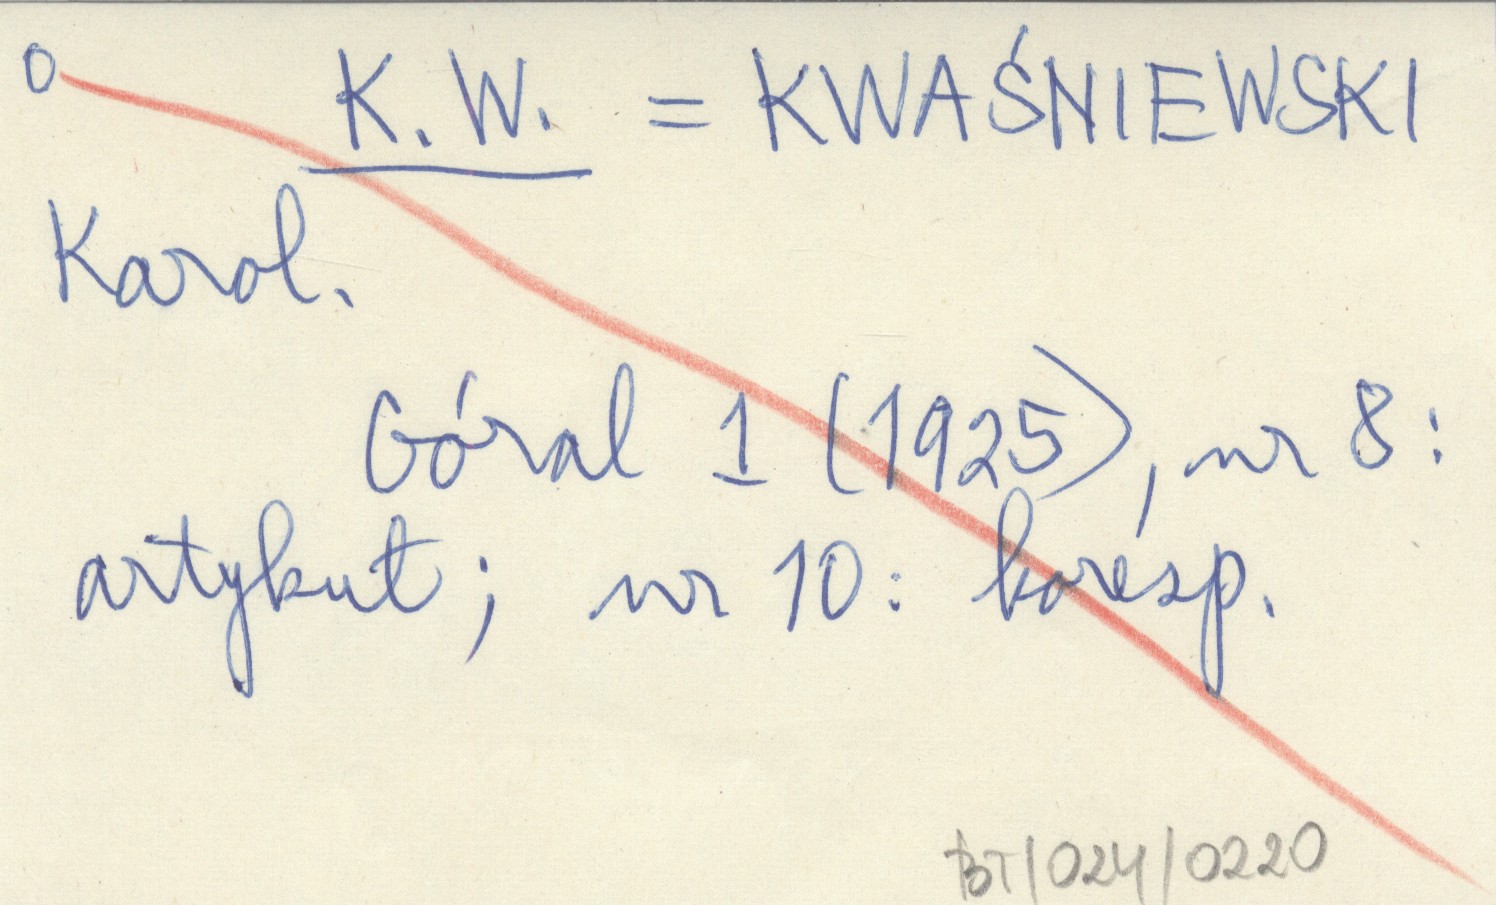 o K. W. = KWAŚNIEWSKI
Karol.
Góral 1 (1925), nr 8:
artykuł; nr 10: koresp.
BT/024/0220